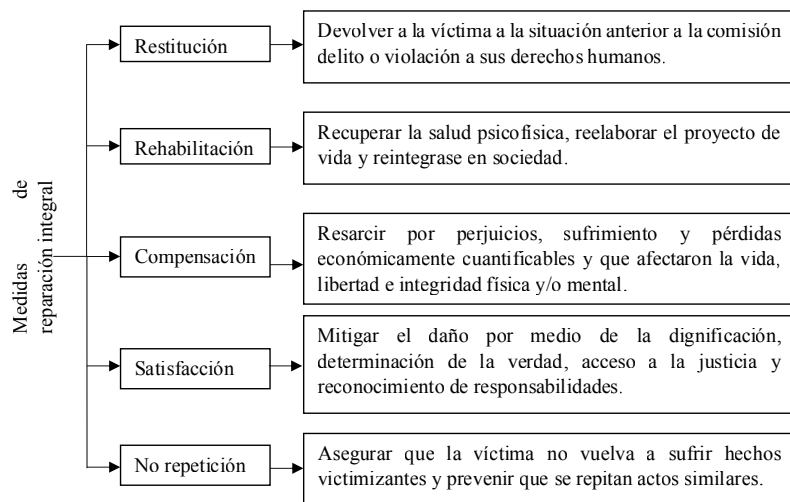 Medidas de
reparación integral
Restitución
Devolver a la víctima a la situación anterior a la comisión
delito o violación a sus derechos humanos.
Rehabilitación
Recuperar la salud psicofísica, reelaborar el proyecto de
vida y reintegrase en sociedad.
Compensación
Resarcir por perjuicios, sufrimiento y pérdidas
económicamente cuantificables y que afectaron la vida,
libertad e integridad física y/o mental.
Satisfacción
Mitigar el daño por medio de la dignificación,
determinación de la verdad, acceso a la justicia y
reconocimiento de responsabilidades.
No repetición
Asegurar que la víctima no vuelva a sufrir hechos
victimizantes y prevenir que se repitan actos similares.